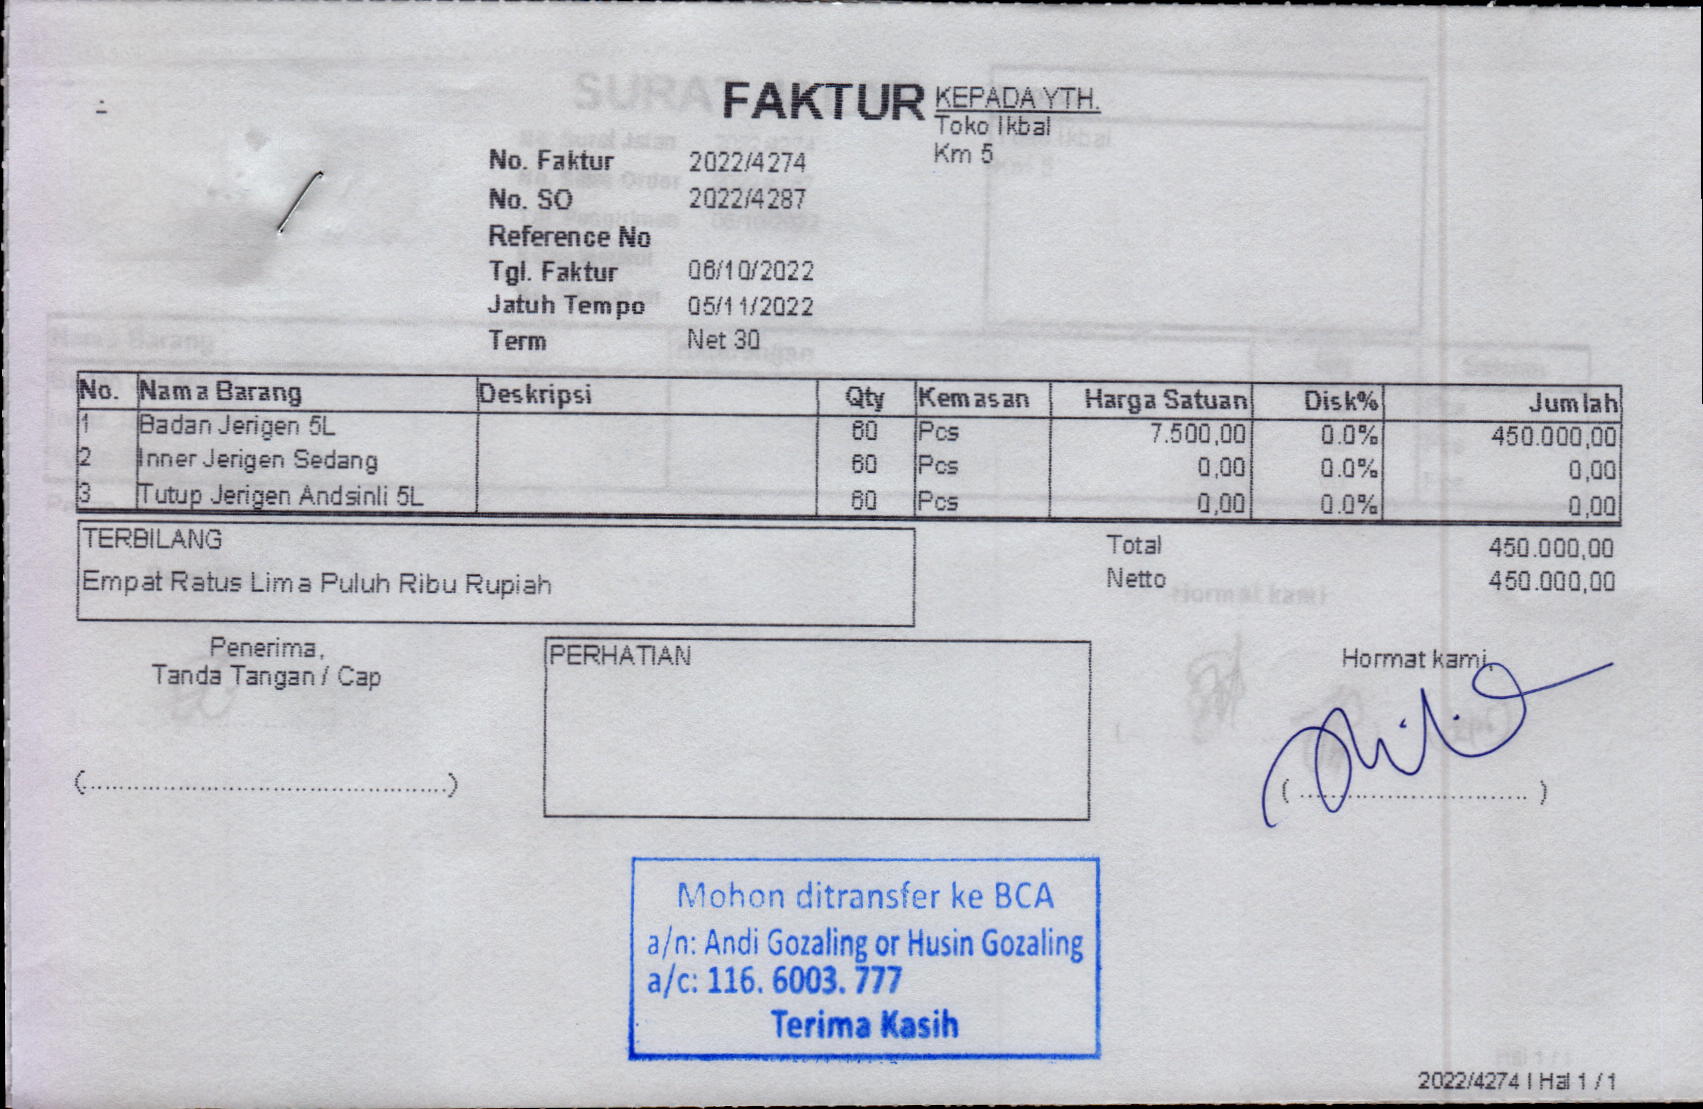 FAKTUR
KEPADA YTH.
Toko Ikbal
Km 5
No. Faktur 2022/4274
No. SO 2022/4287
Reference No
Tgl. Faktur 06/10/2022
Jatuh Tempo 05/11/2022
Term Net 30
No. Nama Barang Deskripsi Qty Kemasan Harga Satuan Disk% Jumlah
1 Badan Jerigen 5L 60 Pcs 7.500,00 0.0% 450.000,00
2 Inner Jerigen Sedang 60 Pcs 0,00 0.0% 0,00
3 Tutup Jerigen Andsinli 5L 60 Pcs 0,00 0.0% 0,00
TERBILANG
Empat Ratus Lima Puluh Ribu Rupiah
Total 450.000,00
Netto 450.000,00
Penerima,
Tanda Tangan / Cap
(................................................)
PERHATIAN
Hormat kami,
( .............................. )
Mohon ditransfer ke BCA
a/n: Andi Gozaling or Husin Gozaling
a/c: 116. 6003. 777
Terima Kasih
2022/4274 | Hal 1 / 1